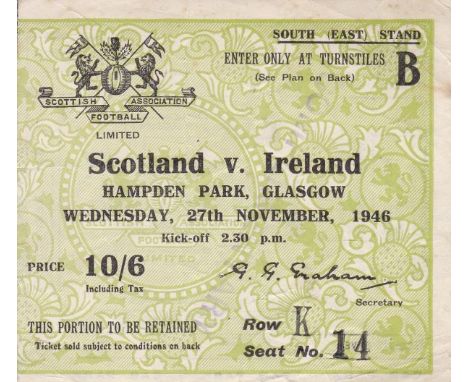 SOUTH (EAST) STAND
ENTER ONLY AT TURNSTILES B
(See Plan on Back)
SCOTTISH ASSOCIATION
FOOTBALL
LIMITED
Scotland v. Ireland
HAMPDEN PARK, GLASGOW
WEDNESDAY, 27th NOVEMBER, 1946
Kick-off 2.30 p.m.
PRICE 10/6
Including Tax
G. G. Graham
Secretary
THIS PORTION TO BE RETAINED
Ticket sold subject to conditions on back
Row K
Seat No. 14